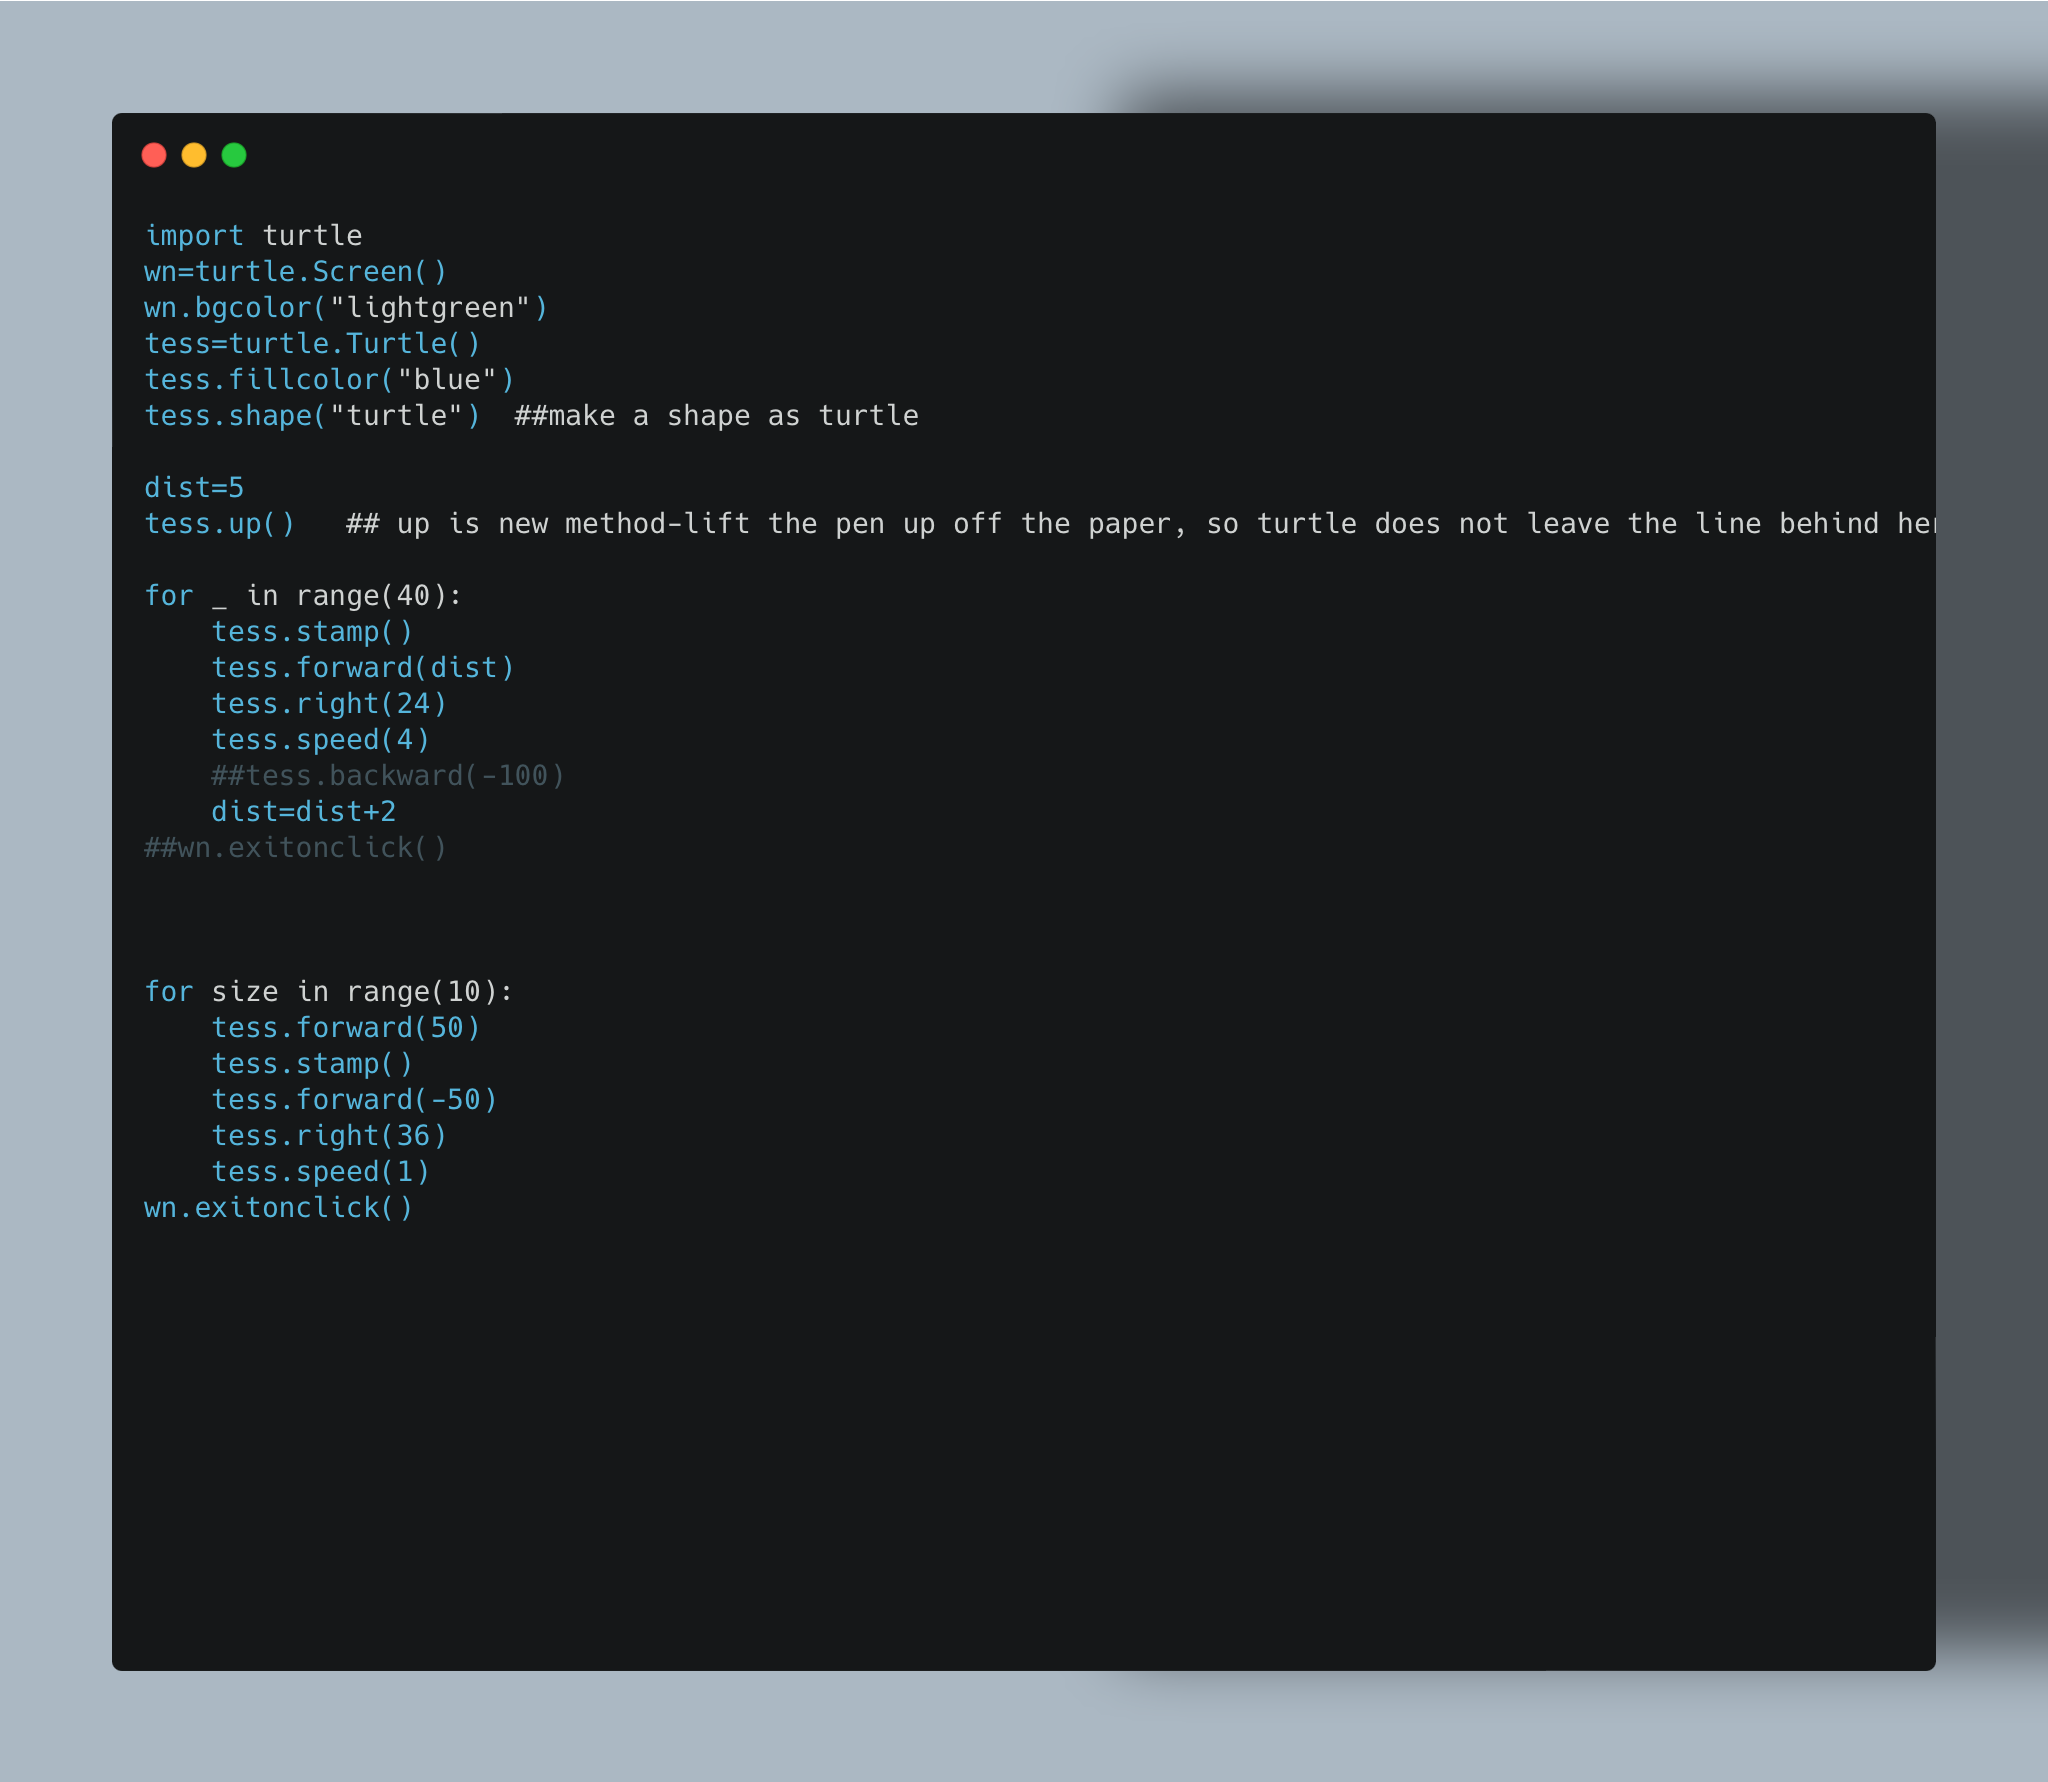 import turtle
wn=turtle.Screen()
wn.bgcolor("lightgreen")
tess=turtle.Turtle()
tess.fillcolor("blue")
tess.shape("turtle")  ##make a shape as turtle
dist=5
tess.up()   ## up is new method-lift the pen up off the paper, so turtle does not leave the line behind
for _ in range(40):
    tess.stamp()
    tess.forward(dist)
    tess.right(24)
    tess.speed(4)
    ##tess.backward(-100)
    dist=dist+2
##wn.exitonclick()
for size in range(10):
    tess.forward(50)
    tess.stamp()
    tess.forward(-50)
    tess.right(36)
    tess.speed(1)
wn.exitonclick()